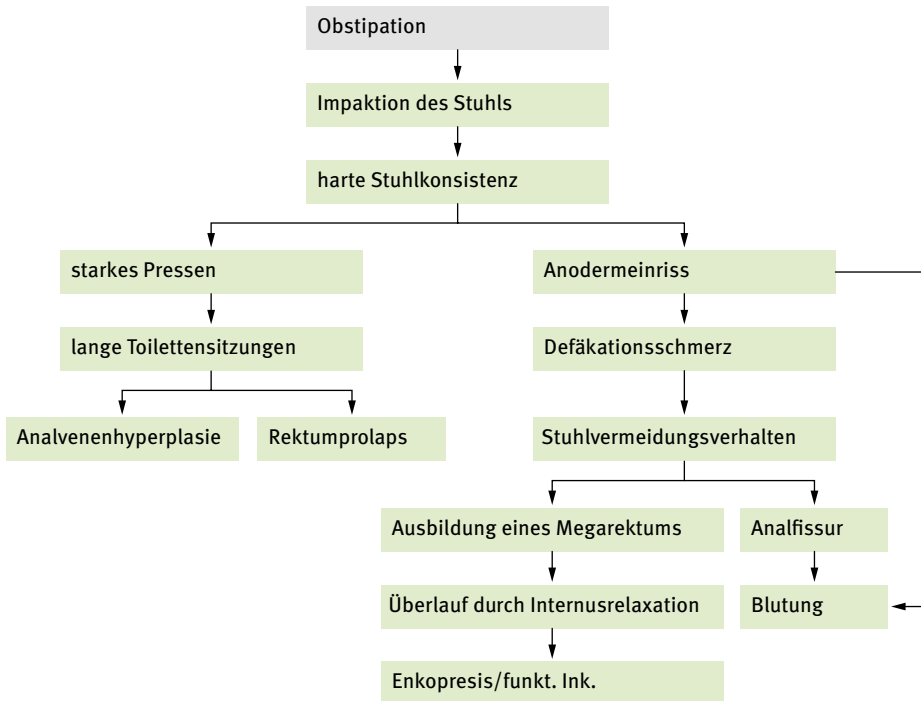 Obstipation
Impaktion des Stuhls
harte Stuhlkonsistenz
starkes Pressen
Anodermeinriss
lange Toilettensitzungen
Defäkationsschmerz
Analvenenhyperplasie
Rektumprolaps
Stuhlvermeidungsverhalten
Ausbildung eines Megarektums
Analfissur
Überlauf durch Internusrelaxation
Blutung
Enkopresis/funkt. Ink.